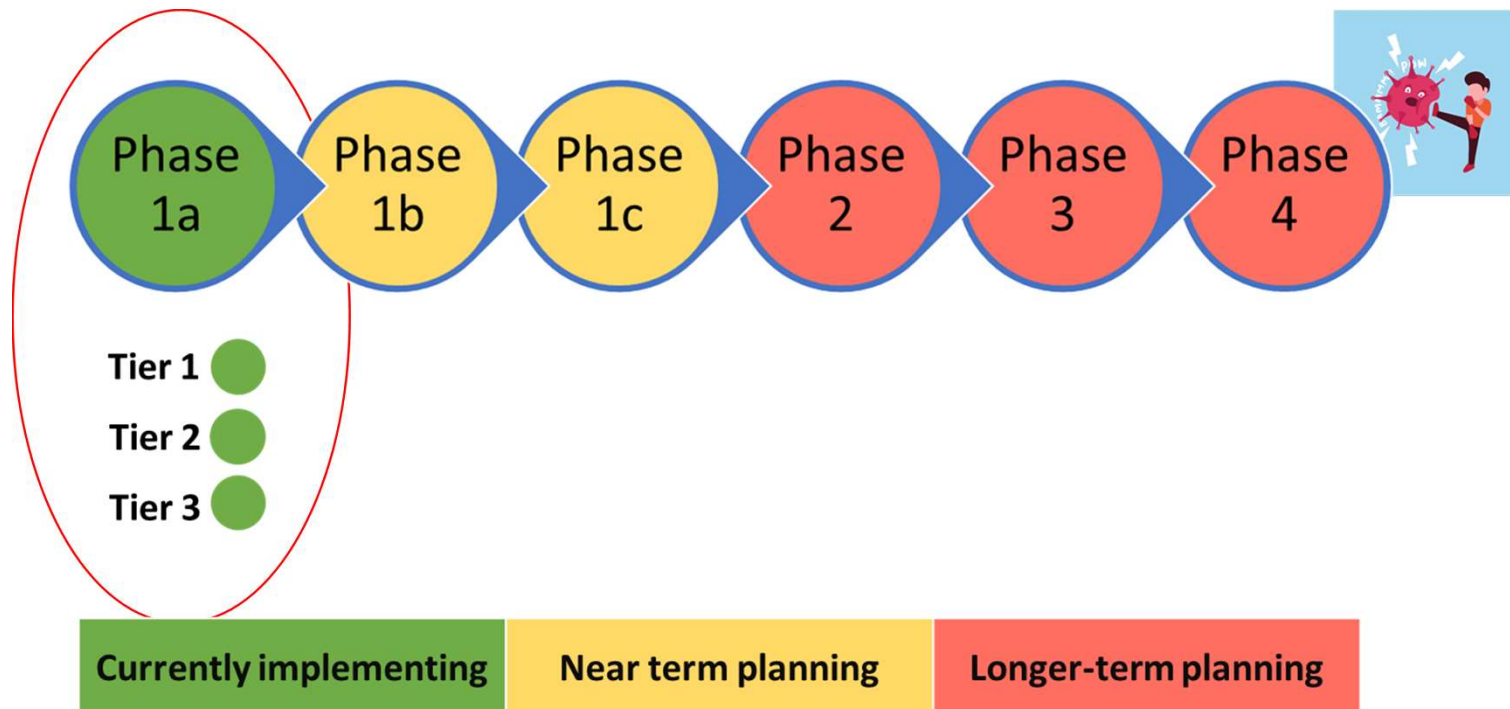 Phase
1a
Phase
1b
Phase
1c
Phase
2
Phase
3
Phase
4
POW
Tier 1
Tier 2
Tier 3
Currently implementing
Near term planning
Longer-term planning